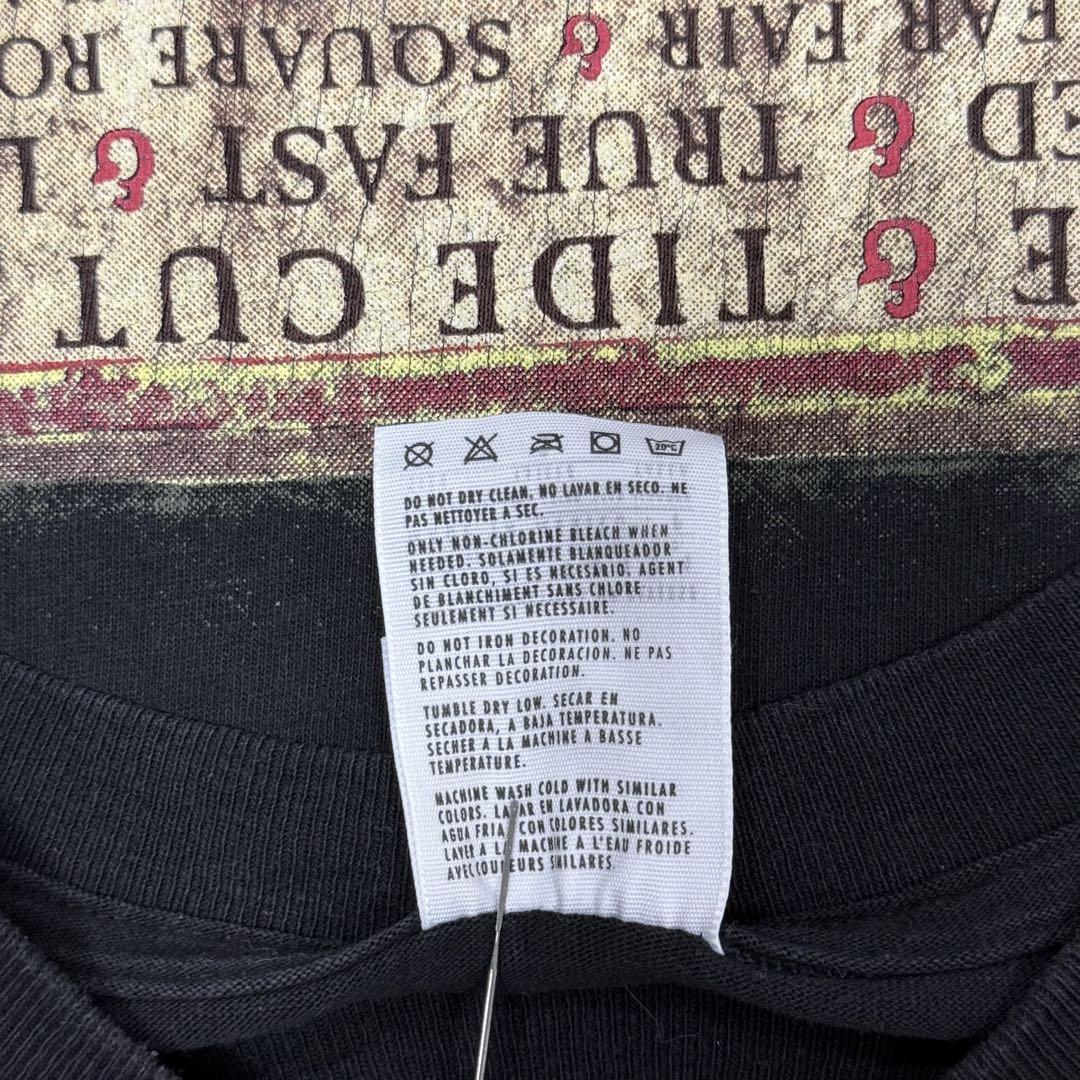 E & TIDE CUT
ED & TRUE FAST & L
FAIR & SQUARE RO
20°C
DO NOT DRY CLEAN. NO LAVAR EN SECO. NE
PAS NETTOYER A SEC.
ONLY NON-CHLORINE BLEACH WHEN
NEEDED. SOLAMENTE BLANQUEADOR
SIN CLORO, SI ES NECESARIO. AGENT
DE BLANCHIMENT SANS CHLORE
SEULEMENT SI NECESSAIRE.
DO NOT IRON DECORATION. NO
PLANCHAR LA DECORACION. NE PAS
REPASSER DECORATION.
TUMBLE DRY LOW. SECAR EN
SECADORA, A BAJA TEMPERATURA.
SECHER A LA MACHINE A BASSE
TEMPERATURE.
MACHINE WASH COLD WITH SIMILAR
COLORS. LAVAR EN LAVADORA CON
AGUA FRIA, CON COLORES SIMILARES.
LAVER A LA MACHINE A L'EAU FROIDE
AVEC COULEURS SIMILARES.